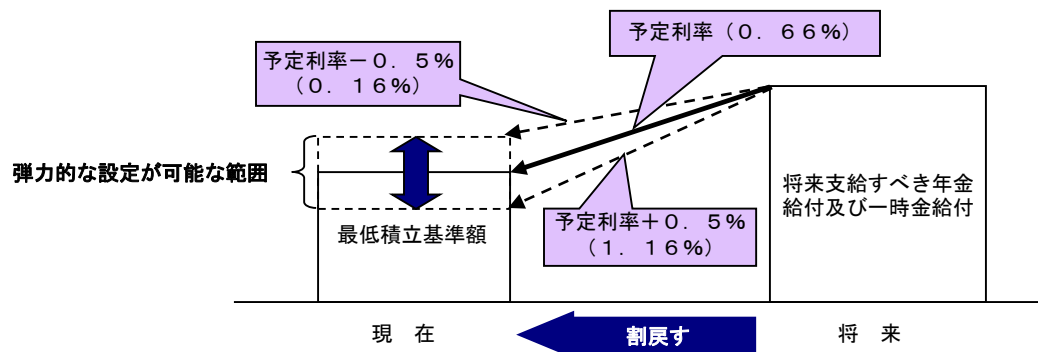 予定利率－０．５％
（０．１６％）
予定利率（０．６６％）
弾力的な設定が可能な範囲
最低積立基準額
予定利率＋０．５％
（１．１６％）
将来支給すべき年金
給付及び一時金給付
現　在
割戻す
将　来